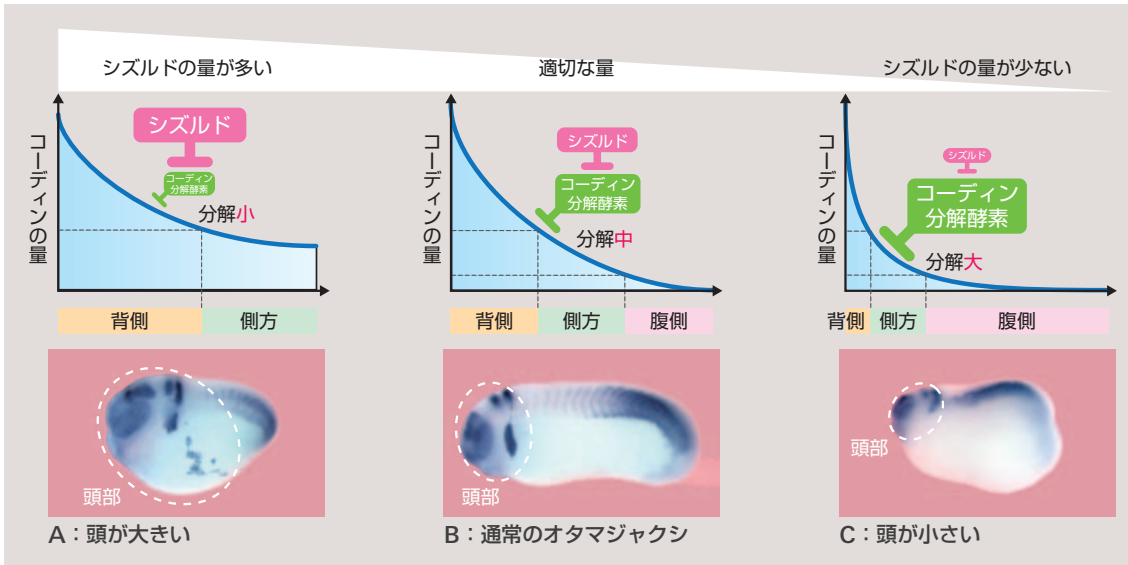 シズルドの量が多い
適切な量
シズルドの量が少ない
コーディンの量
シズルド
コーディン
分解酵素
分解小
背側
側方
コーディンの量
シズルド
コーディン
分解酵素
分解中
背側
側方
腹側
コーディンの量
シズルド
コーディン
分解酵素
分解大
背側
側方
腹側
頭部
頭部
頭部
A：頭が大きい
B：通常のオタマジャクシ
C：頭が小さい